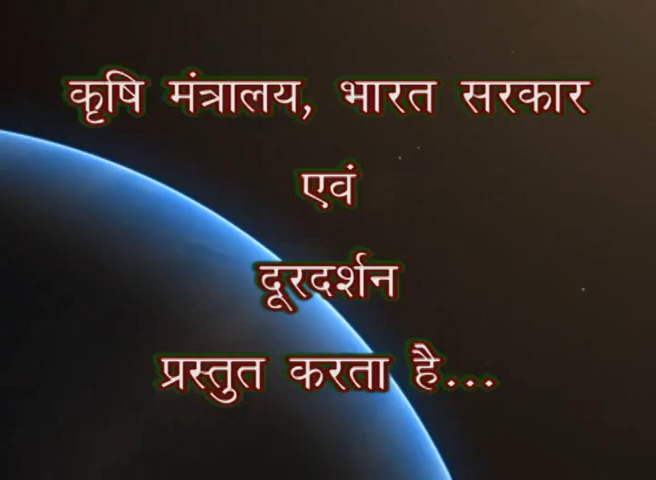 कृषि मंत्रालय, भारत सरकार
एवं
दूरदर्शन
प्रस्तुत करता है...